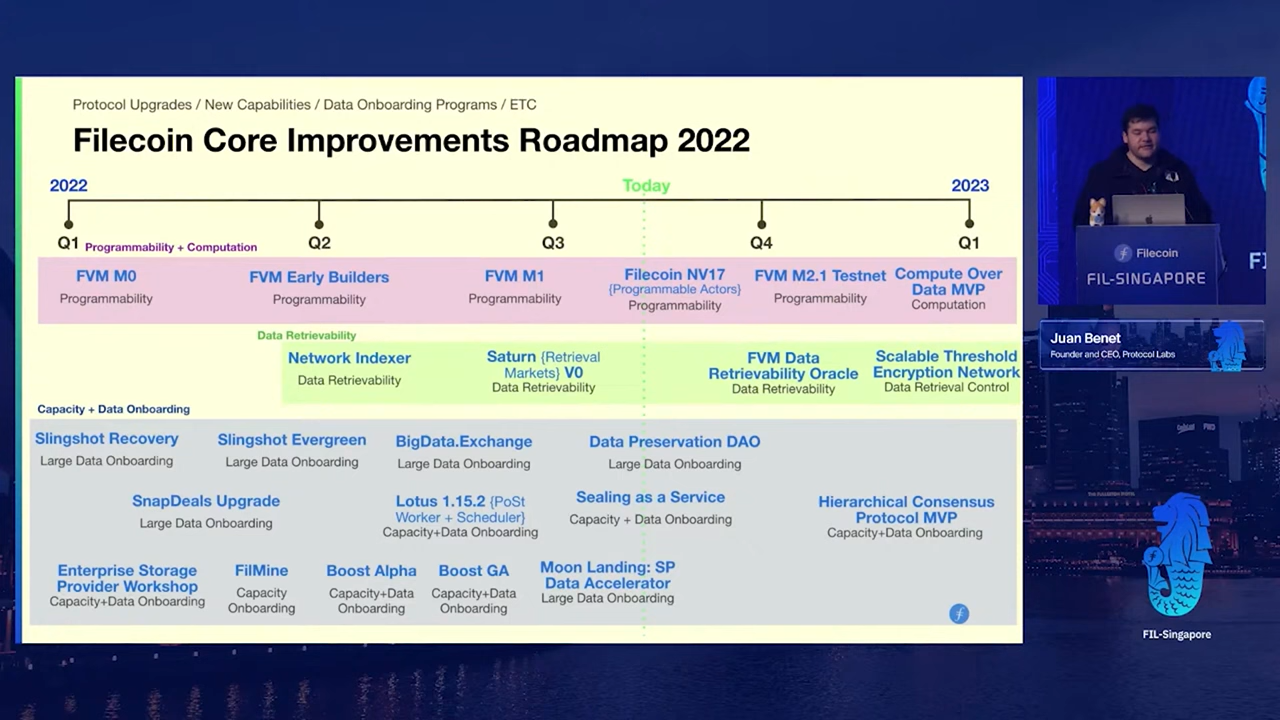 Protocol Upgrades / New Capabilities / Data Onboarding Programs / ETC
Filecoin Core Improvements Roadmap 2022
2022
Today
2023
Q1
Q2
Q3
Q4
Q1
Programmability + Computation
FVM M0
Programmability
FVM Early Builders
Programmability
FVM M1
Programmability
Filecoin NV17
{Programmable Actors}
Programmability
FVM M2.1 Testnet
Programmability
Compute Over
Data MVP
Computation
Data Retrievability
Network Indexer
Data Retrievability
Saturn {Retrieval
Markets} V0
Data Retrievability
FVM Data
Retrievability Oracle
Data Retrievability
Scalable Threshold
Encryption Network
Data Retrieval Control
Capacity + Data Onboarding
Slingshot Recovery
Large Data Onboarding
Slingshot Evergreen
Large Data Onboarding
BigData.Exchange
Large Data Onboarding
Data Preservation DAO
Large Data Onboarding
SnapDeals Upgrade
Large Data Onboarding
Lotus 1.15.2 {PoSt
Worker + Scheduler}
Capacity+Data Onboarding
Sealing as a Service
Capacity + Data Onboarding
Hierarchical Consensus
Protocol MVP
Capacity+Data Onboarding
Enterprise Storage
Provider Workshop
Capacity+Data Onboarding
FilMine
Capacity
Onboarding
Boost Alpha
Capacity+Data
Onboarding
Boost GA
Capacity+Data
Onboarding
Moon Landing: SP
Data Accelerator
Large Data Onboarding
Filecoin
FIL-SINGAPORE
Juan Benet
Founder and CEO, Protocol Labs
FIL-Singapore